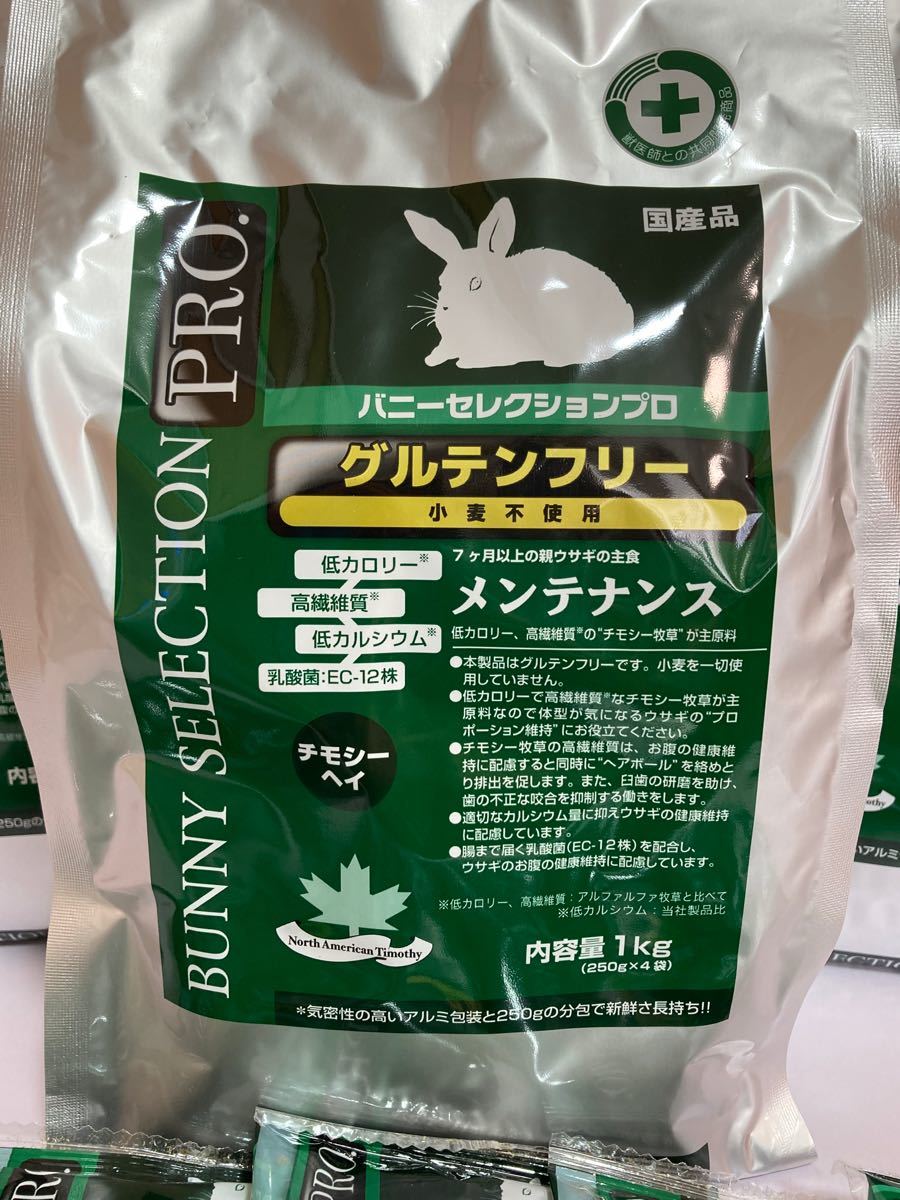 獣医師との共同開発商品
国産品
BUNNY SELECTION PRO.
バニーセレクションプロ
グルテンフリー
小麦不使用
低カロリー※
高繊維質※
低カルシウム※
乳酸菌:EC-12株
7ヶ月以上の親ウサギの主食
メンテナンス
低カロリー、高繊維質※の“チモシー牧草”が主原料
●本製品はグルテンフリーです。小麦を一切使
用していません。
●低カロリーで高繊維質※なチモシー牧草が主
原料なので体型が気になるウサギの“プロ
ポーション維持”にお役立てください。
●チモシー牧草の高繊維質は、お腹の健康維
持に配慮すると同時に“ヘアボール”を絡めと
り排出を促します。また、臼歯の研磨を助け、
歯の不正な咬合を抑制する働きをします。
●適切なカルシウム量に抑えウサギの健康維持
に配慮しています。
●腸まで届く乳酸菌(EC-12株)を配合し、
ウサギのお腹の健康維持に配慮しています。
チモシー
ヘイ
※低カロリー、高繊維質:アルファルファ牧草と比べて
※低カルシウム:当社製品比
North American Timothy
内容量 1kg
(250g×4袋)
*気密性の高いアルミ包装と250gの分包で新鮮さ長持ち!!
内容
250gの
mothy
いアルミ
ECTION
R.
PRO.